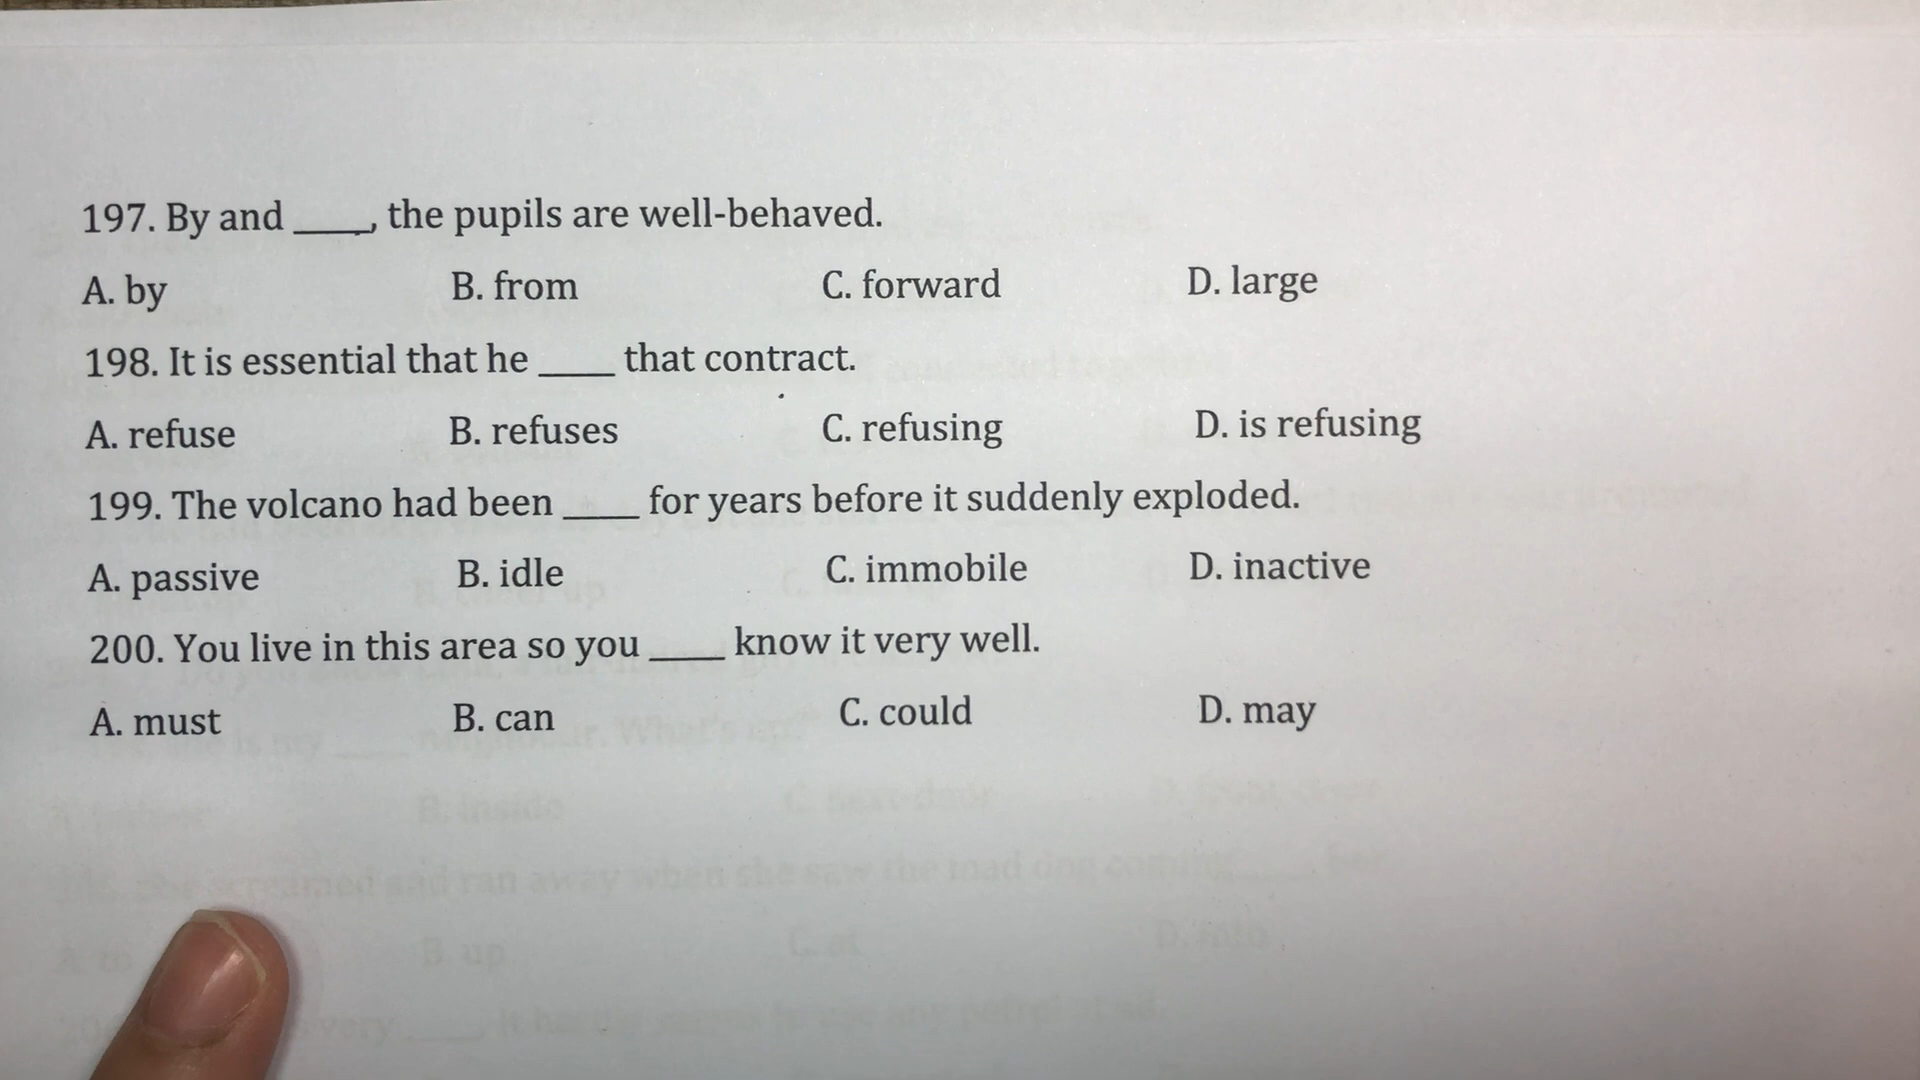 197. By and ____, the pupils are well-behaved.
A. by B. from C. forward D. large
198. It is essential that he ____ that contract.
A. refuse B. refuses C. refusing D. is refusing
199. The volcano had been ____ for years before it suddenly exploded.
A. passive B. idle C. immobile D. inactive
200. You live in this area so you ____ know it very well.
A. must B. can C. could D. may